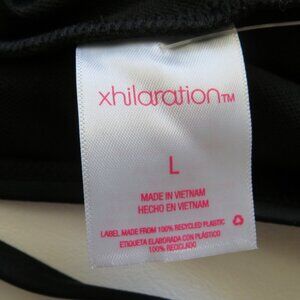 xhilaration™
L
MADE IN VIETNAM
HECHO EN VIETNAM
LABEL MADE FROM 100% RECYCLED PLASTIC
ETIQUETA ELABORADA CON PLÁSTICO
100% RECICLADO